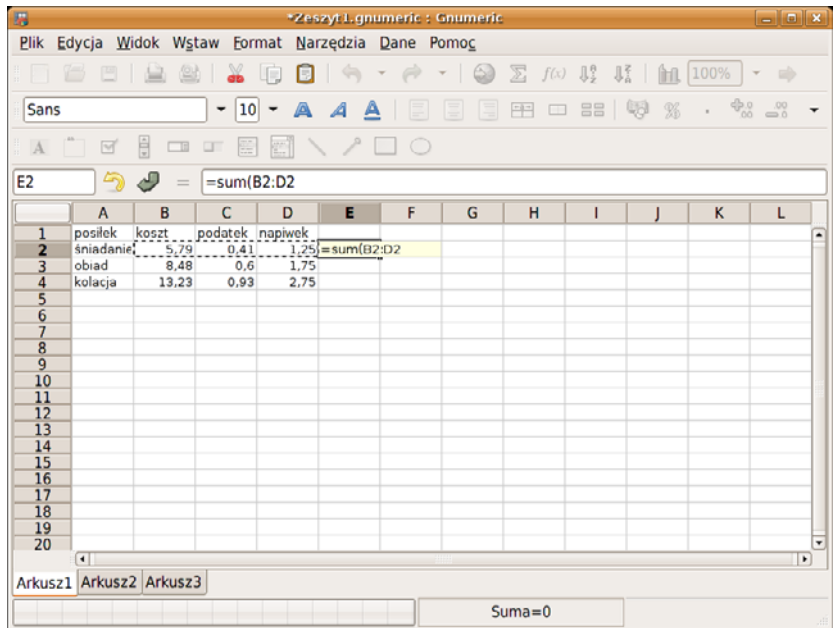 *Zeszyt1.gnumeric : Gnumeric
Plik Edycja Widok Wstaw Format Narzędzia Dane Pomoc
f(x) 100%
Sans 10 A A A %
A
E2 = =sum(B2:D2
A B C D E F G H I J K L
1 posiłek koszt podatek napiwek
2 śniadanie 5,79 0,41 1,25 =sum(B2:D2
3 obiad 8,48 0,6 1,75
4 kolacja 13,23 0,93 2,75
5
6
7
8
9
10
11
12
13
14
15
16
17
18
19
20
Arkusz1 Arkusz2 Arkusz3
Suma=0